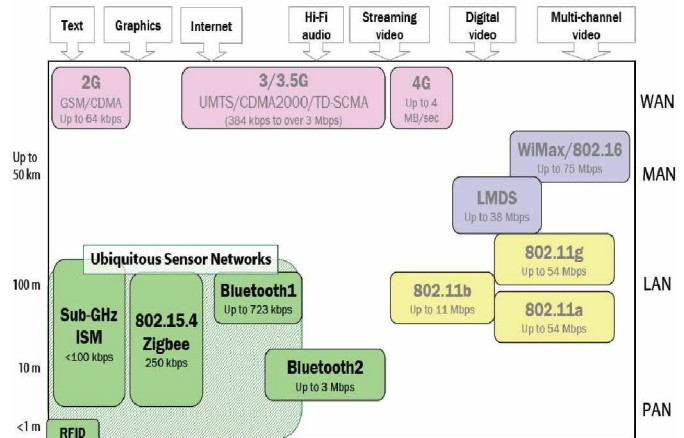 Text
Graphics
Internet
Hi-Fi
audio
Streaming
video
Digital
video
Multi-channel
video
2G
GSM/CDMA
Up to 64 kbps
3/3.5G
UMTS/CDMA2000/TD-SCMA
(384 kbps to over 3 Mbps)
4G
Up to 4
MB/sec
WAN
WiMax/802.16
Up to 75 Mbps
Up to
50 km
MAN
LMDS
Up to 38 Mbps
Ubiquitous Sensor Networks
802.11g
Up to 54 Mbps
100 m
Sub-GHz
ISM
<100 kbps
802.15.4
Zigbee
250 kbps
Bluetooth1
Up to 723 kbps
802.11b
Up to 11 Mbps
802.11a
Up to 54 Mbps
LAN
10 m
Bluetooth2
Up to 3 Mbps
PAN
<1 m
RFID